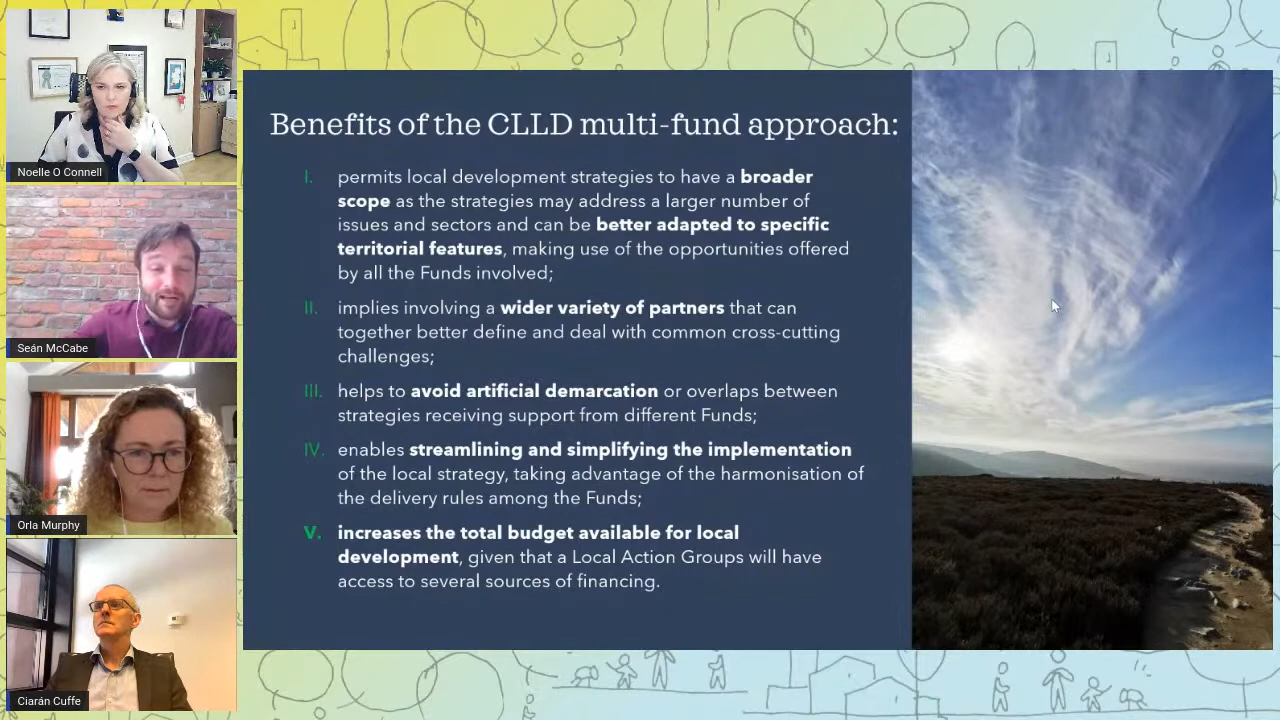 Noelle O Connell
Seán McCabe
Orla Murphy
Ciarán Cuffe
Benefits of the CLLD multi-fund approach:
I. permits local development strategies to have a broader
scope as the strategies may address a larger number of
issues and sectors and can be better adapted to specific
territorial features, making use of the opportunities offered
by all the Funds involved;
II. implies involving a wider variety of partners that can
together better define and deal with common cross-cutting
challenges;
III. helps to avoid artificial demarcation or overlaps between
strategies receiving support from different Funds;
IV. enables streamlining and simplifying the implementation
of the local strategy, taking advantage of the harmonisation of
the delivery rules among the Funds;
V. increases the total budget available for local
development, given that a Local Action Groups will have
access to several sources of financing.